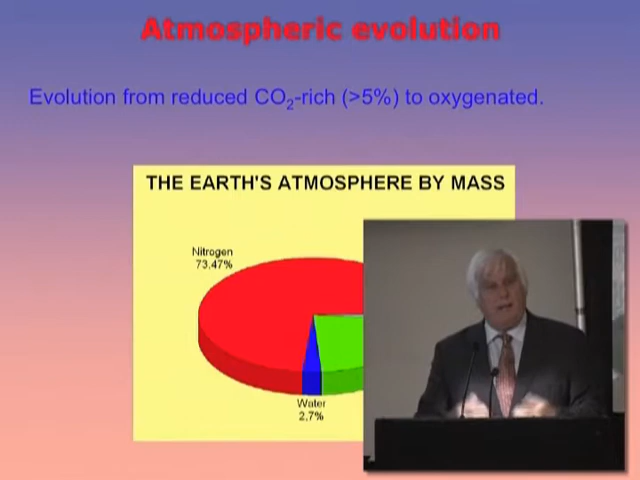 Atmospheric evolution
Evolution from reduced CO2-rich (>5%) to oxygenated.
THE EARTH'S ATMOSPHERE BY MASS
Nitrogen
73.47%
Water
2.7%